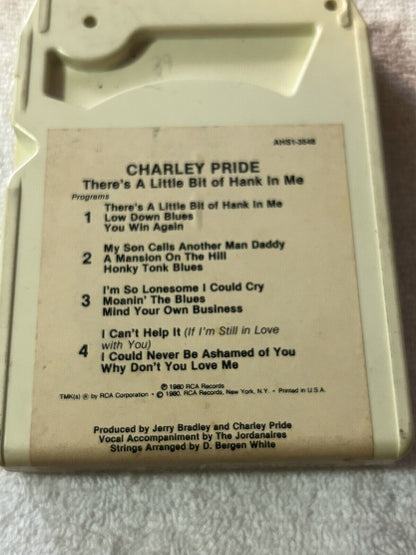 AHS1-3548
CHARLEY PRIDE
There's A Little Bit of Hank In Me
Programs
1
There's A Little Bit of Hank In Me
Low Down Blues
You Win Again
2
My Son Calls Another Man Daddy
A Mansion On The Hill
Honky Tonk Blues
3
I'm So Lonesome I Could Cry
Moanin' The Blues
Mind Your Own Business
4
I Can't Help It (If I'm Still in Love
with You)
I Could Never Be Ashamed of You
Why Don't You Love Me
℗ 1980 RCA Records
TMK(s) ® by RCA Corporation • © 1980, RCA Records, New York, N.Y. • Printed in U.S.A.
Produced by Jerry Bradley and Charley Pride
Vocal Accompaniment by The Jordanaires
Strings Arranged by D. Bergen White